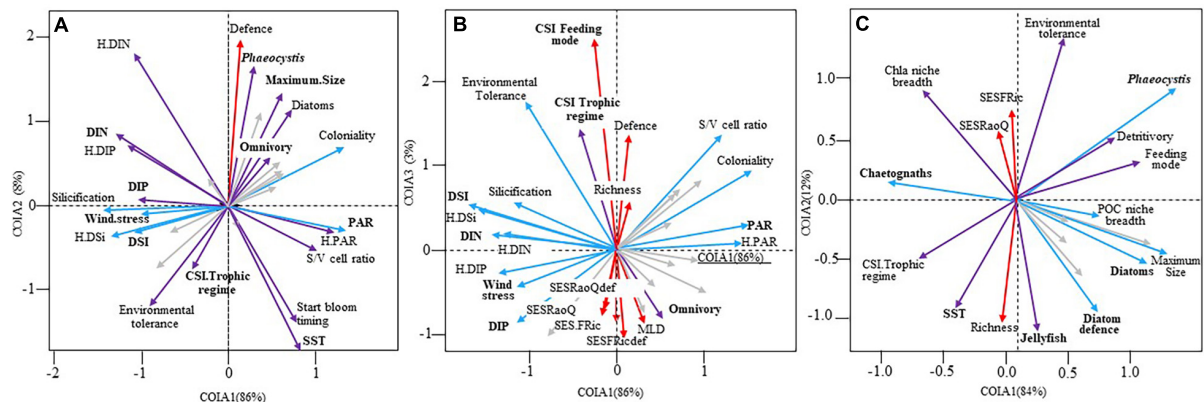 A
H.DIN
Defence
Phaeocystis
Maximum.Size
Diatoms
Coloniality
DIN
H.DIP
Omnivory
DIP
Silicification
Wind.stress
PAR
H.DSi
DSI
H.PAR
S/V cell ratio
CSI.Trophic
regime
Environmental
tolerance
Start bloom
timing
SST
COIA2 (8%)
2
1
0
-1
-2
-1
0
1
COIA1(86%)
B
CSI Feeding
mode
Environmental
Tolerance
CSI Trophic
regime
Defence
S/V cell ratio
Coloniality
Richness
Silicification
DSI
H.DSi
DIN
H.DIN
PAR
H.PAR
COIA1(86%)
H.DIP
Wind
stress
SESRaoQdef
SESRaoQ
Omnivory
DIP
SES.FRic
MLD
SESFRicdef
COIA3 (3%)
2
1
0
-1
-1
0
1
2
COIA1(86%)
C
Environmental
tolerance
Chla niche
breadth
Phaeocystis
SESFRic
SESRaoQ
Detritivory
Feeding
mode
Chaetognaths
POC niche
breadth
CSI.Trophic
regime
Maximum
Size
Diatoms
SST
Diatom
defence
Richness
Jellyfish
COIA2(12%)
1.0
0.5
0.0
-0.5
-1.0
-1.0
-0.5
0.0
0.5
1.0
COIA1(84%)